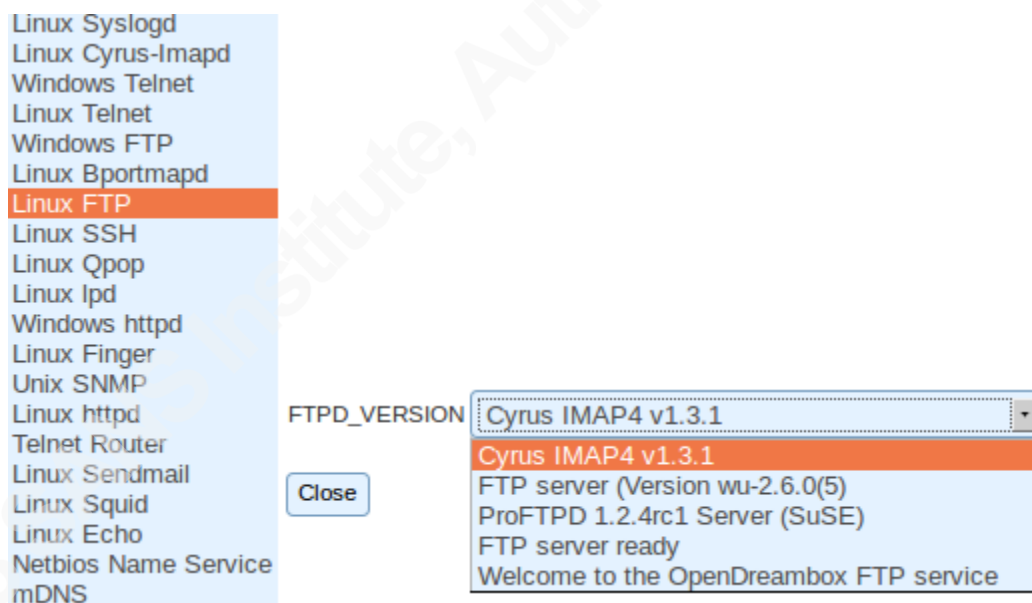 Linux Syslogd
Linux Cyrus-Imapd
Windows Telnet
Linux Telnet
Windows FTP
Linux Bportmapd
Linux FTP
Linux SSH
Linux Qpop
Linux lpd
Windows httpd
Linux Finger
Unix SNMP
Linux httpd
Telnet Router
Linux Sendmail
Linux Squid
Linux Echo
Netbios Name Service
mDNS
FTPD_VERSION
Cyrus IMAP4 v1.3.1
Cyrus IMAP4 v1.3.1
FTP server (Version wu-2.6.0(5)
ProFTPD 1.2.4rc1 Server (SuSE)
FTP server ready
Welcome to the OpenDreambox FTP service
Close
Institute,